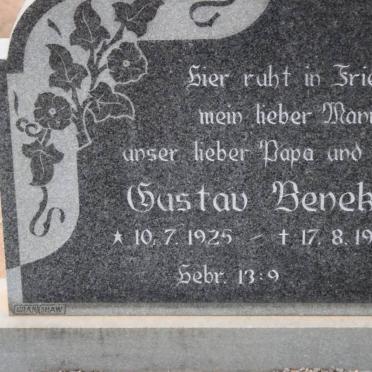 Hier ruht in Frie
mein lieber Mann
unser lieber Papa und
Gustav Benek
★ 10. 7. 1925 – † 17. 8. 19
Hebr. 13:9
CRANKSHAW